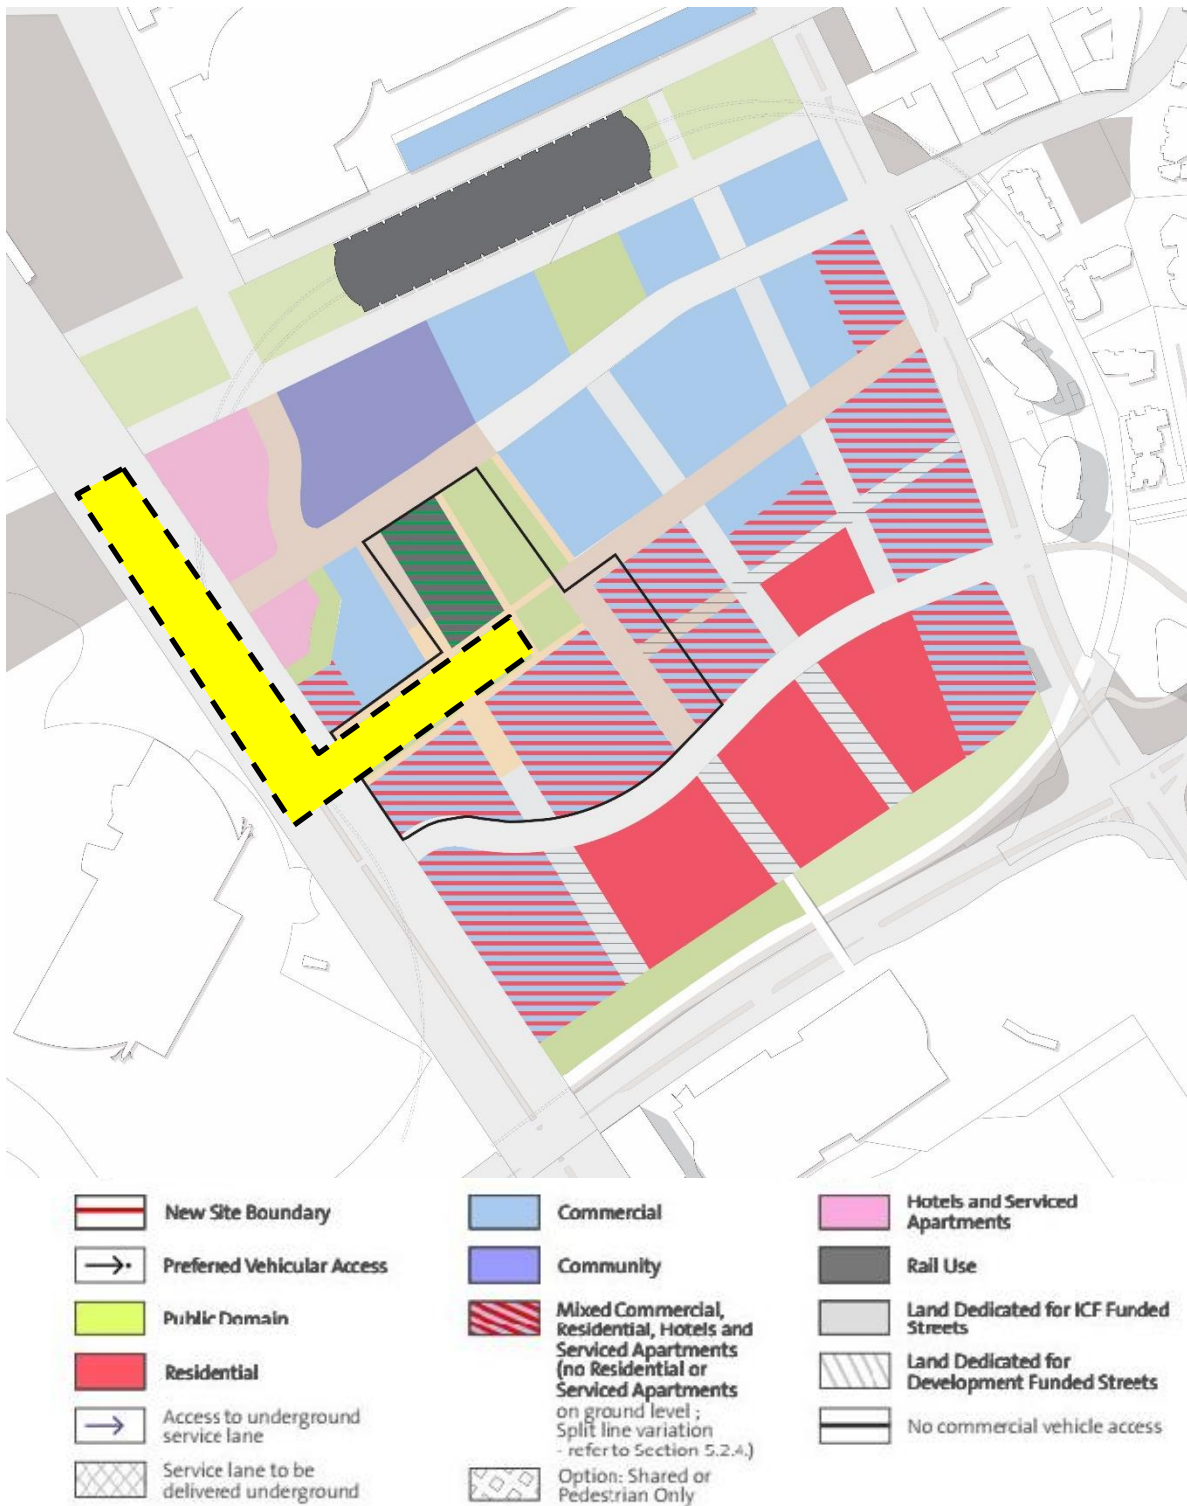 New Site Boundary
Preferred Vehicular Access
Public Domain
Residential
Access to underground
service lane
Service lane to be
delivered underground
Commercial
Community
Mixed Commercial,
Residential, Hotels and
Serviced Apartments
(no Residential or
Serviced Apartments
on ground level ;
Split line variation
- refer to Section 5.2.4.)
Option: Shared or
Pedestrian Only
Hotels and Serviced
Apartments
Rail Use
Land Dedicated for ICF Funded
Streets
Land Dedicated for
Development Funded Streets
No commercial vehicle access